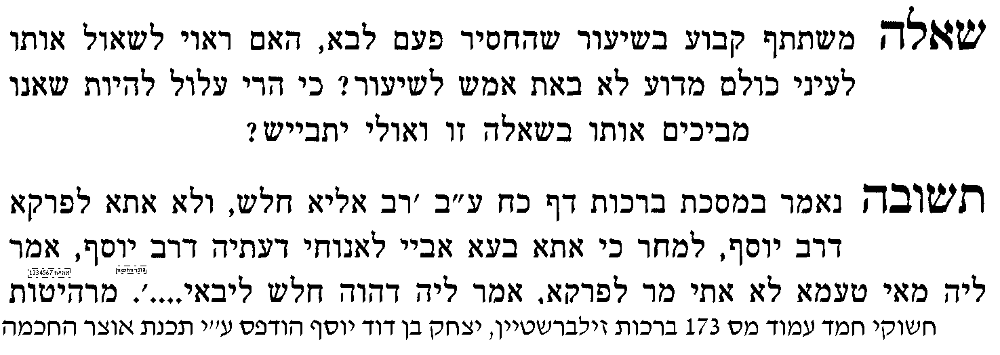 שאלה משתתף קבוע בשיעור שהחסיר פעם לבא, האם ראוי לשאול אותו
לעיני כולם מדוע לא באת אמש לשיעור? כי הרי עלול להיות שאנו
מביכים אותו בשאלה זו ואולי יתבייש?
תשובה נאמר במסכת ברכות דף כח ע״ב ׳רב אליא חלש, ולא אתא לפרקא
דרב יוסף, למחר כי אתא בעא אביי לאנוחי דעתיה דרב יוסף, אמר
אוצר החכמה
אח״ח 1234567
ליה מאי טעמא לא אתי מר לפרקא. אמר ליה דהוה חלש ליבאי....׳. מרהיטות
חשוקי חמד עמוד מס 173 ברכות זילברשטיין, יצחק בן דוד יוסף הודפס ע״י תכנת אוצר החכמה